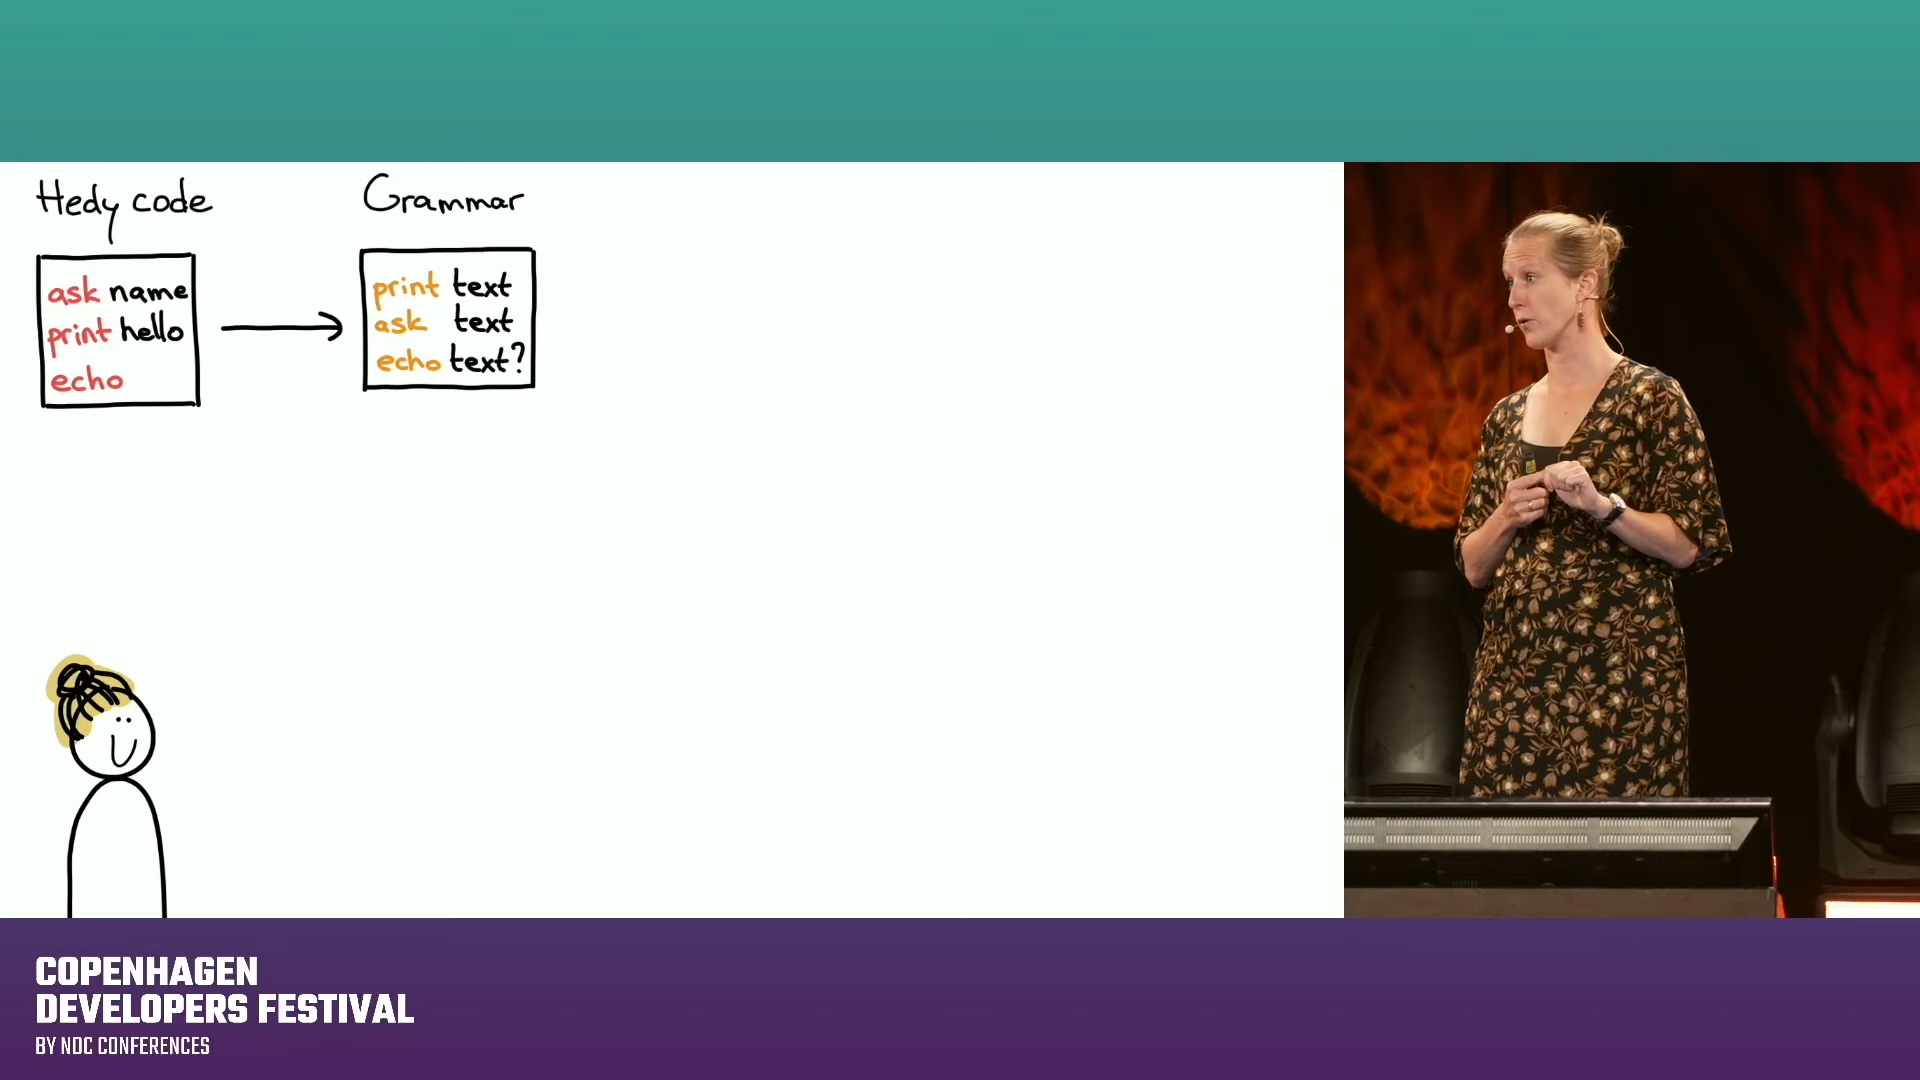 Hedy code
ask name
print hello
echo
Grammar
print text
ask text
echo text?
COPENHAGEN
DEVELOPERS FESTIVAL
BY NDC CONFERENCES